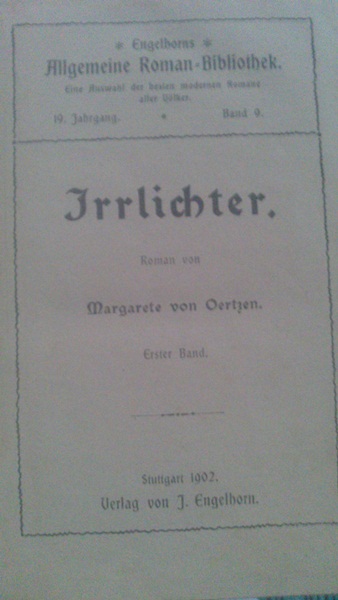 * Engelhorns *
Allgemeine Roman-Bibliothek.
Eine Auswahl der besten modernen Romane
aller Völker.
19. Jahrgang. * Band 9.
Irrlichter.
Roman von
Margarete von Oertzen.
Erster Band.
Stuttgart 1902.
Verlag von J. Engelhorn.